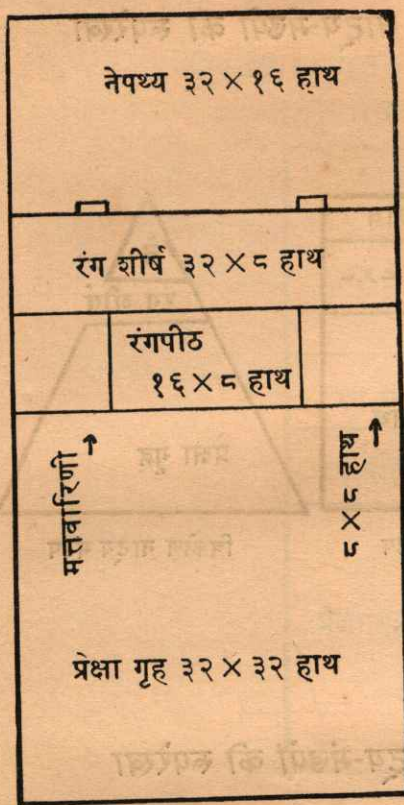 नेपथ्य ३२ × १६ हाथ
रंग शीर्ष ३२ × ८ हाथ
रंगपीठ
१६ × ८ हाथ
मत्तवारिणी →
८ × ८ हाथ →
प्रेक्षा गृह ३२ × ३२ हाथ